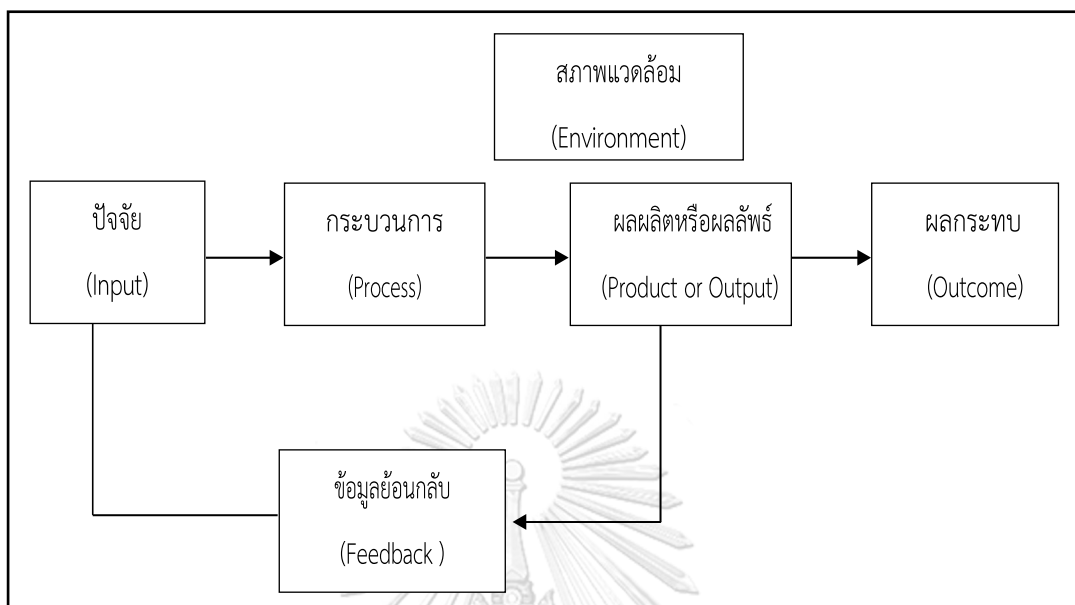 สภาพแวดล้อม
(Environment)
ปัจจัย
(Input)
กระบวนการ
(Process)
ผลผลิตหรือผลลัพธ์
(Product or Output)
ผลกระทบ
(Outcome)
ข้อมูลย้อนกลับ
(Feedback )